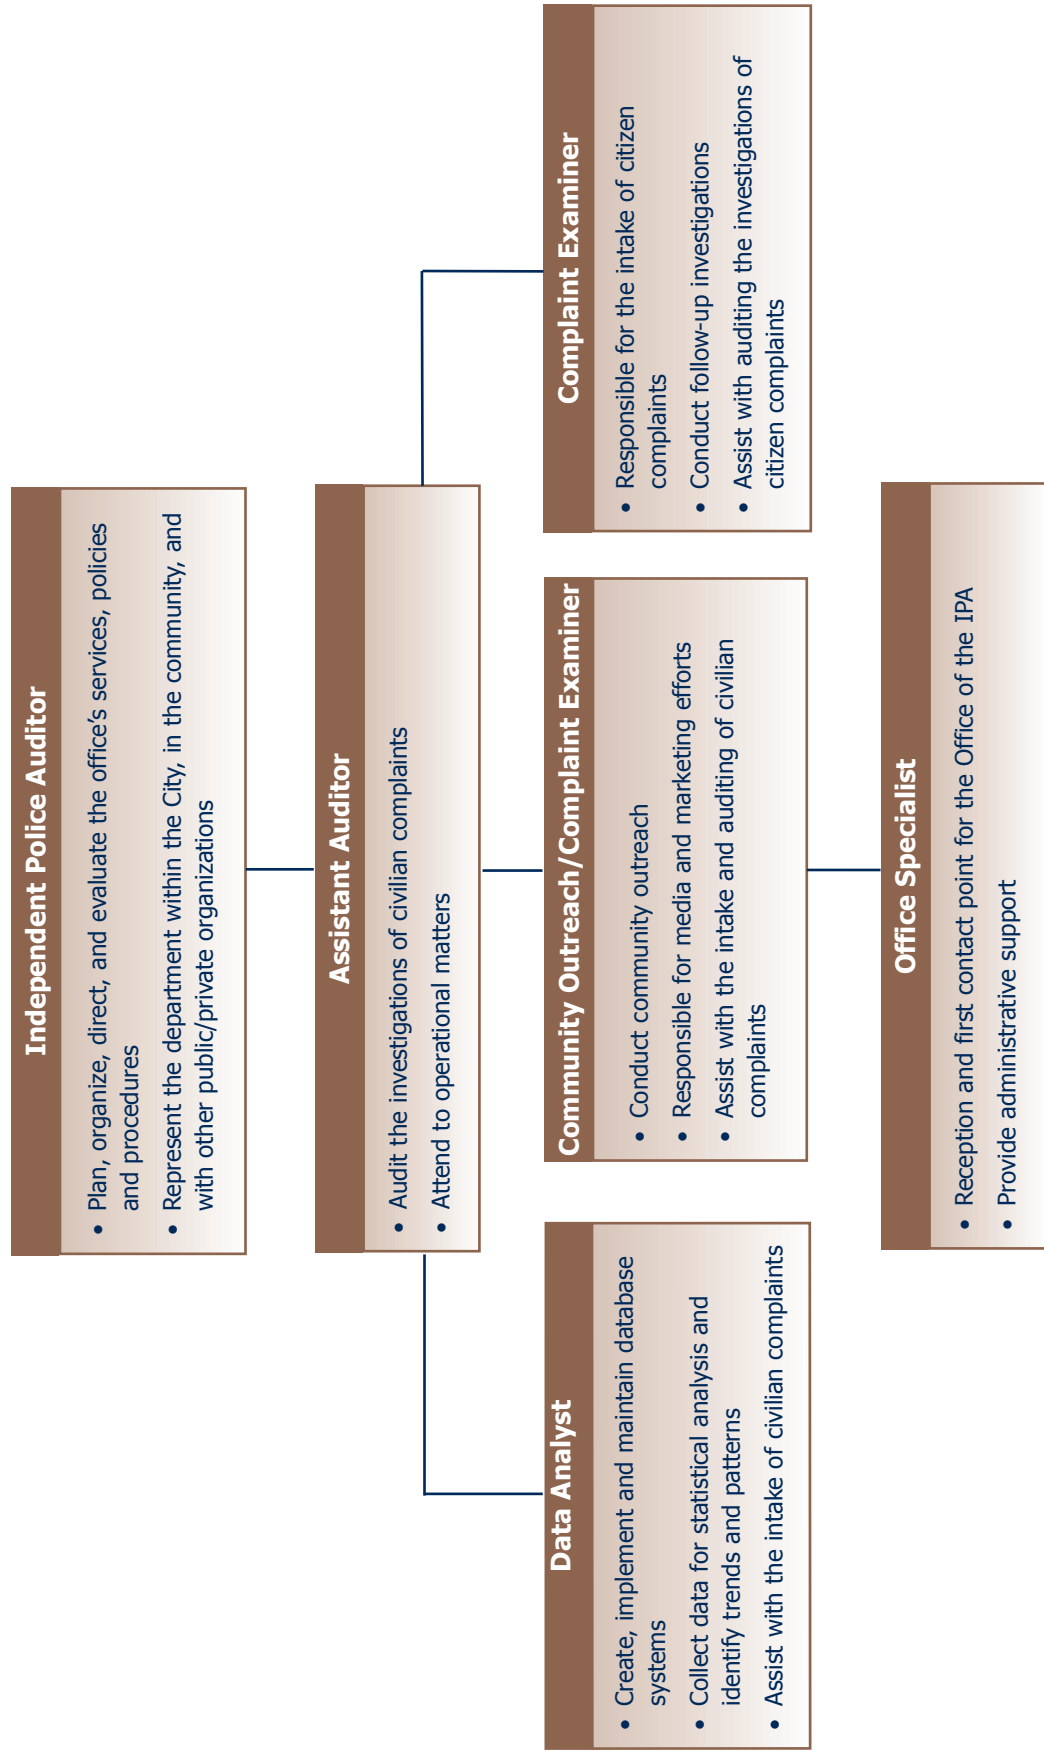 Independent Police Auditor
• Plan, organize, direct, and evaluate the office’s services, policies
and procedures
• Represent the department within the City, in the community, and
with other public/private organizations
Assistant Auditor
• Audit the investigations of civilian complaints
• Attend to operational matters
Data Analyst
• Create, implement and maintain database
systems
• Collect data for statistical analysis and
identify trends and patterns
• Assist with the intake of civilian complaints
Community Outreach/Complaint Examiner
• Conduct community outreach
• Responsible for media and marketing efforts
• Assist with the intake and auditing of civilian
complaints
Complaint Examiner
• Responsible for the intake of citizen
complaints
• Conduct follow-up investigations
• Assist with auditing the investigations of
citizen complaints
Office Specialist
• Reception and first contact point for the Office of the IPA
• Provide administrative support